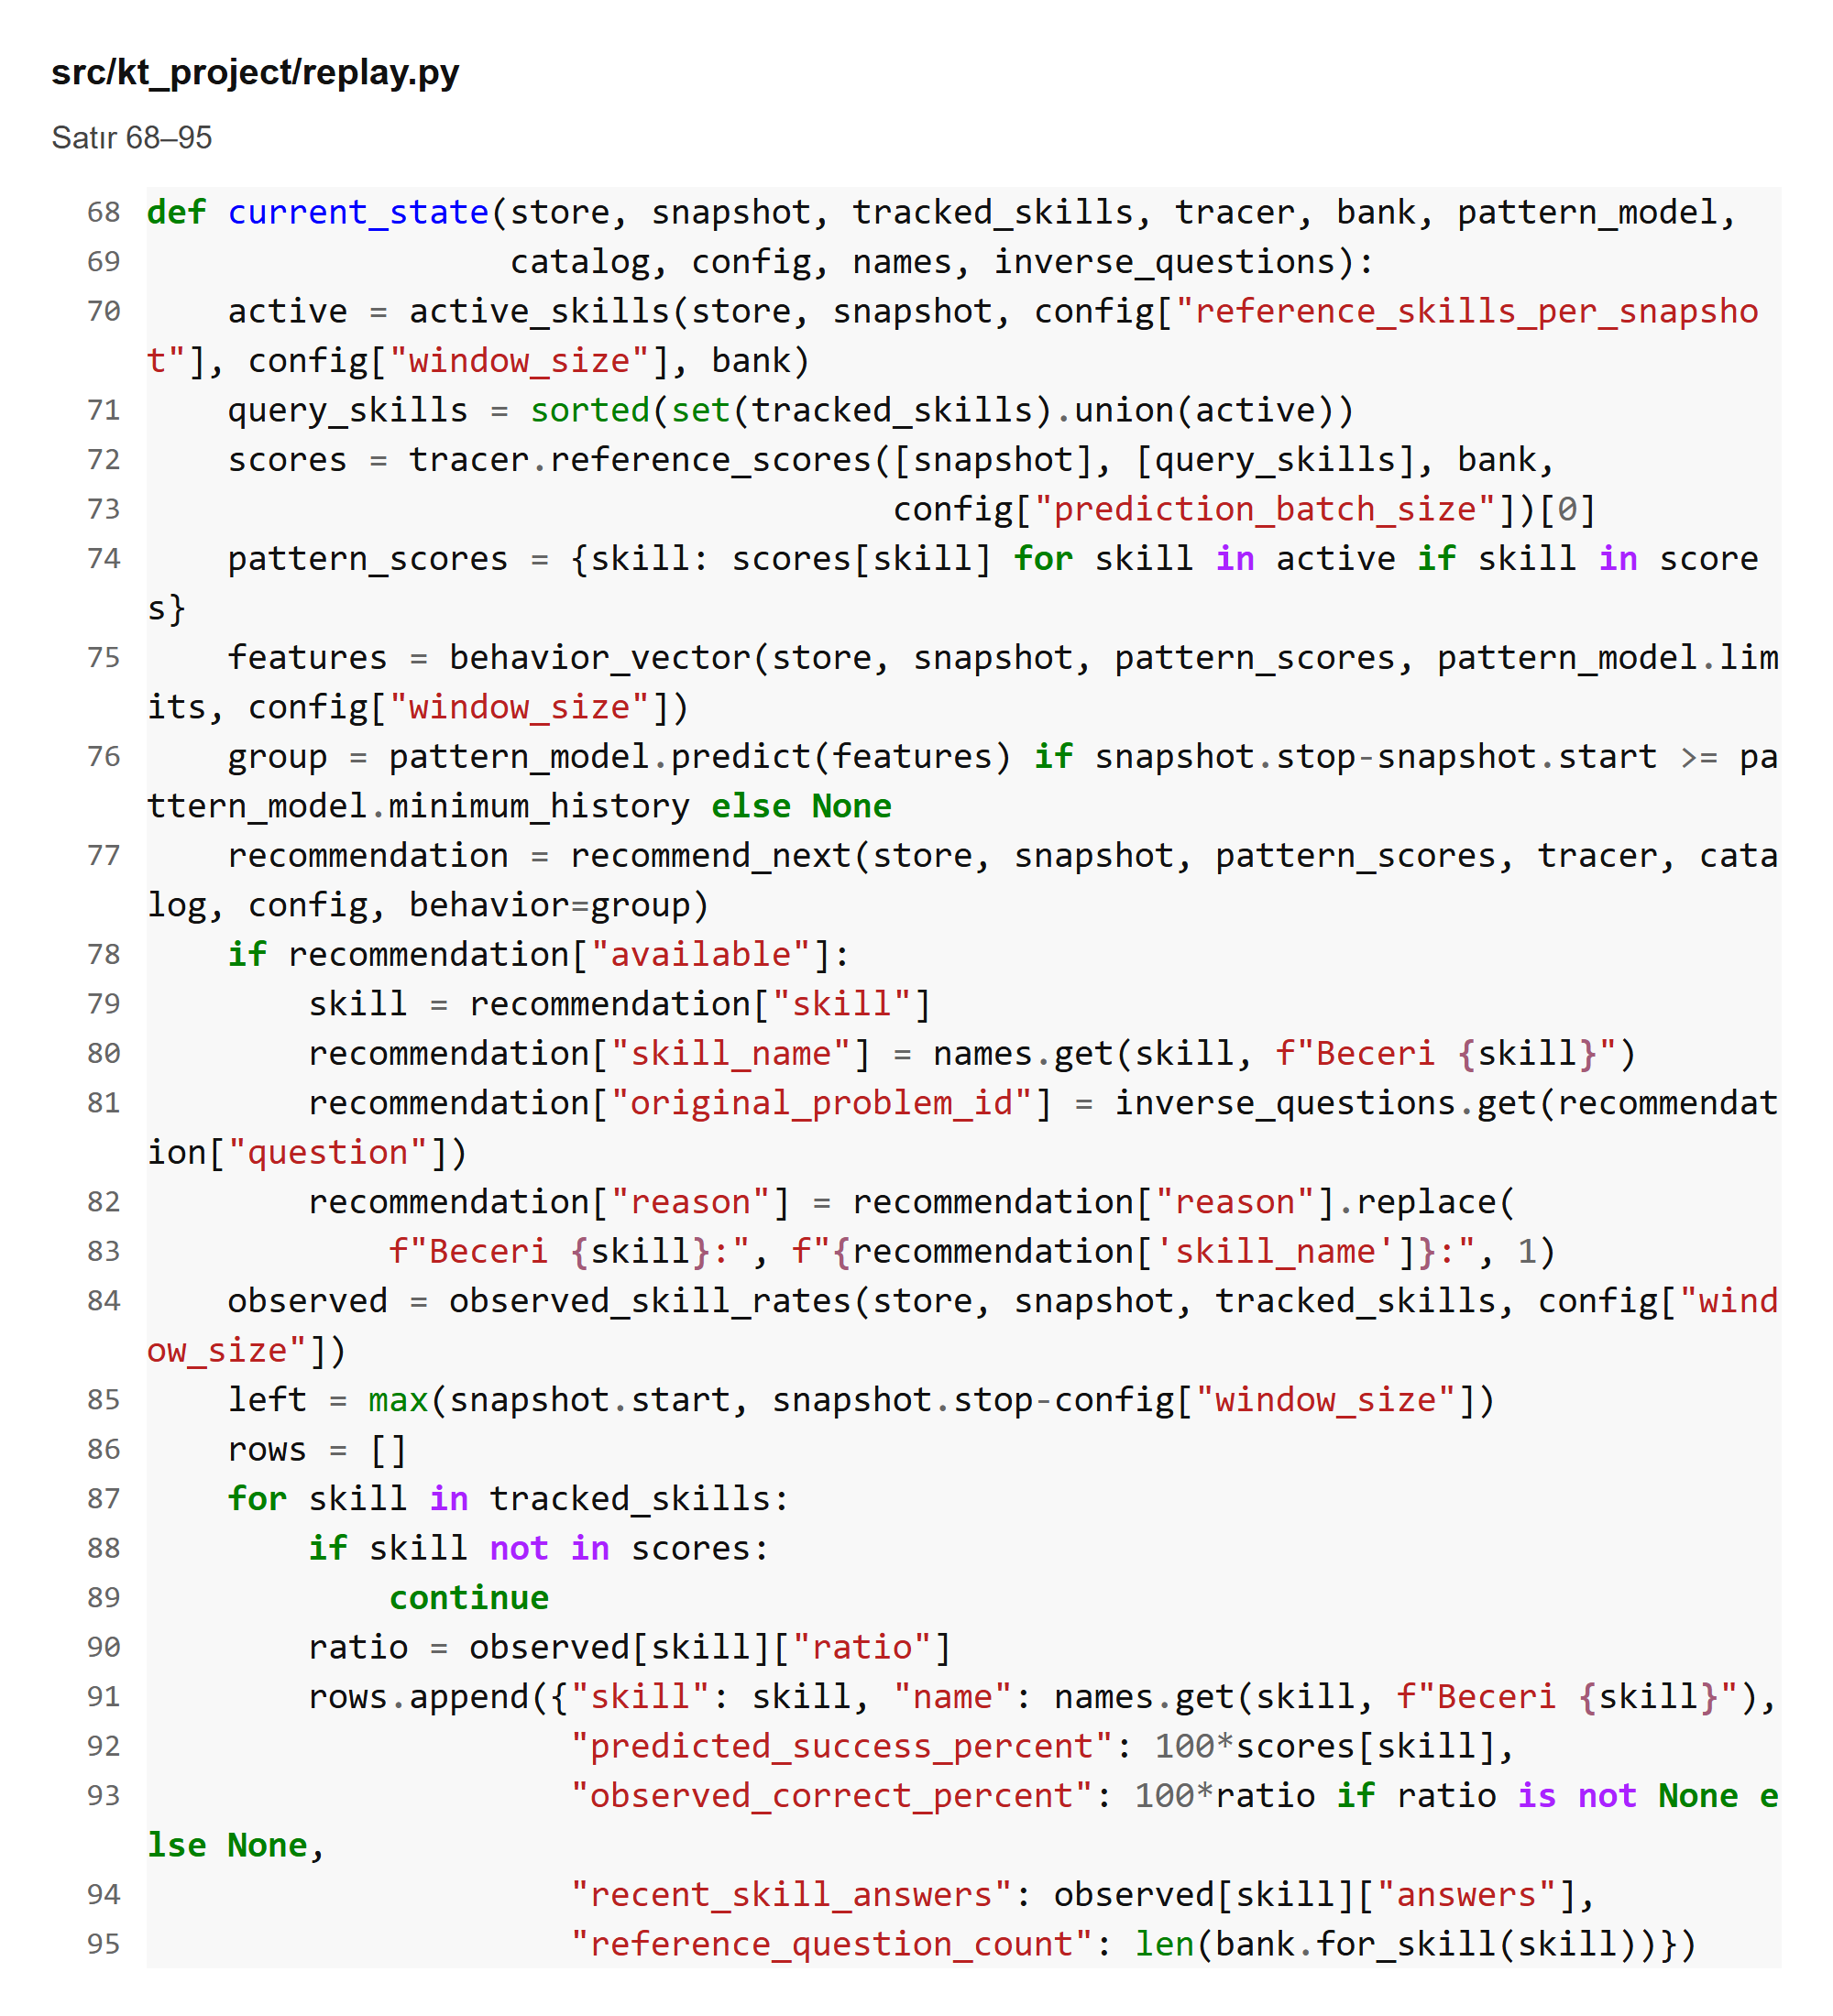 src/kt_project/replay.py
Satır 68–95
68 def current_state(store, snapshot, tracked_skills, tracer, bank, pattern_model,
69                   catalog, config, names, inverse_questions):
70     active = active_skills(store, snapshot, config["reference_skills_per_snapsho
t"], config["window_size"], bank)
71     query_skills = sorted(set(tracked_skills).union(active))
72     scores = tracer.reference_scores([snapshot], [query_skills], bank,
73                                      config["prediction_batch_size"])[0]
74     pattern_scores = {skill: scores[skill] for skill in active if skill in score
s}
75     features = behavior_vector(store, snapshot, pattern_scores, pattern_model.lim
its, config["window_size"])
76     group = pattern_model.predict(features) if snapshot.stop-snapshot.start >= pa
ttern_model.minimum_history else None
77     recommendation = recommend_next(store, snapshot, pattern_scores, tracer, cata
log, config, behavior=group)
78     if recommendation["available"]:
79         skill = recommendation["skill"]
80         recommendation["skill_name"] = names.get(skill, f"Beceri {skill}")
81         recommendation["original_problem_id"] = inverse_questions.get(recommendat
ion["question"])
82         recommendation["reason"] = recommendation["reason"].replace(
83             f"Beceri {skill}:", f"{recommendation['skill_name']}:", 1)
84     observed = observed_skill_rates(store, snapshot, tracked_skills, config["wind
ow_size"])
85     left = max(snapshot.start, snapshot.stop-config["window_size"])
86     rows = []
87     for skill in tracked_skills:
88         if skill not in scores:
89             continue
90         ratio = observed[skill]["ratio"]
91         rows.append({"skill": skill, "name": names.get(skill, f"Beceri {skill}"),
92                      "predicted_success_percent": 100*scores[skill],
93                      "observed_correct_percent": 100*ratio if ratio is not None e
lse None,
94                      "recent_skill_answers": observed[skill]["answers"],
95                      "reference_question_count": len(bank.for_skill(skill))})